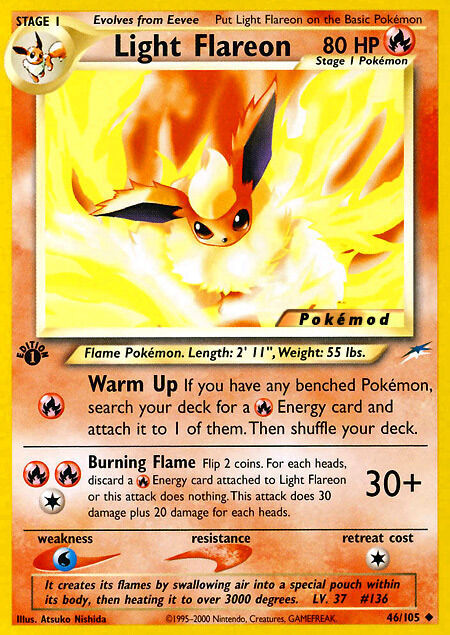 STAGE 1 Evolves from Eevee Put Light Flareon on the Basic Pokémon
Light Flareon 80 HP
Stage 1 Pokémon
Pokémod
EDITION 1
Flame Pokémon. Length: 2' 11", Weight: 55 lbs.
Warm Up If you have any benched Pokémon,
search your deck for a Energy card and
attach it to 1 of them. Then shuffle your deck.
Burning Flame Flip 2 coins. For each heads,
discard a Energy card attached to Light Flareon
or this attack does nothing. This attack does 30
damage plus 20 damage for each heads.
30+
weakness resistance retreat cost
It creates its flames by swallowing air into a special pouch within
its body, then heating it to over 3000 degrees. LV. 37 #136
Illus. Atsuko Nishida ©1995-2000 Nintendo, Creatures, GAMEFREAK. 46/105